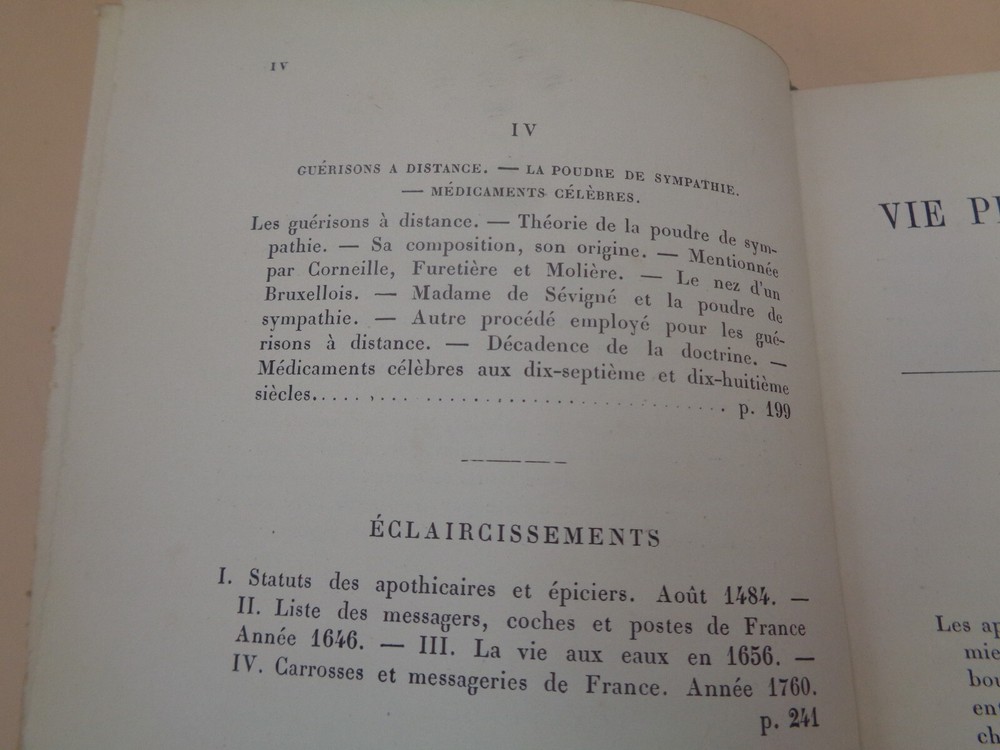 IV
IV
GUÉRISONS A DISTANCE. — LA POUDRE DE SYMPATHIE.
— MÉDICAMENTS CÉLÈBRES.
Les guérisons à distance. — Théorie de la poudre de sym-
pathie. — Sa composition, son origine. — Mentionnée
par Corneille, Furetière et Molière. — Le nez d'un
Bruxellois. — Madame de Sévigné et la poudre de
sympathie. — Autre procédé employé pour les gué-
risons à distance. — Décadence de la doctrine. —
Médicaments célèbres aux dix-septième et dix-huitième
siècles.......................................... p. 199
ÉCLAIRCISSEMENTS
I. Statuts des apothicaires et épiciers. Août 1484. —
II. Liste des messagers, coches et postes de France
Année 1646. — III. La vie aux eaux en 1656. —
IV. Carrosses et messageries de France. Année 1760.
p. 241
VIE
Les